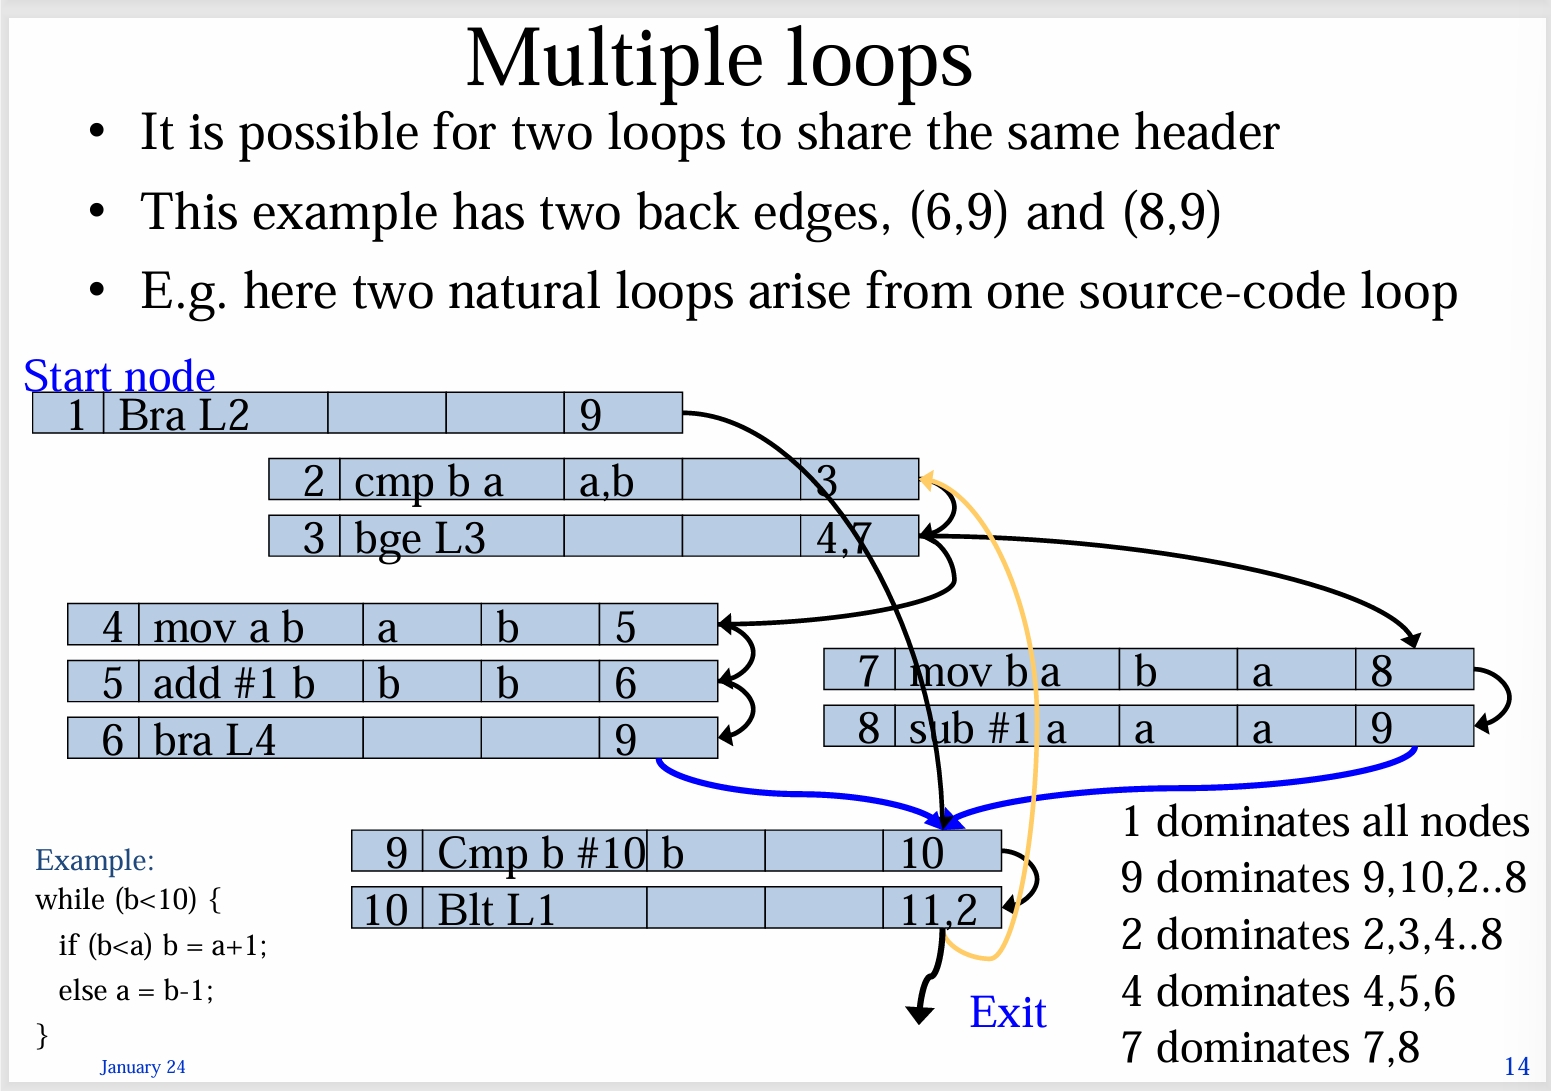 Multiple loops
• It is possible for two loops to share the same header
• This example has two back edges, (6,9) and (8,9)
• E.g. here two natural loops arise from one source-code loop
Start node
1 Bra L2 9
2 cmp b a a,b 3
3 bge L3 4,7
4 mov a b a b 5
5 add #1 b b b 6
6 bra L4 9
7 mov b a b a 8
8 sub #1 a a a 9
9 Cmp b #10 b 10
10 Blt L1 11,2
Exit
Example:
while (b<10) {
if (b<a) b = a+1;
else a = b-1;
}
1 dominates all nodes
9 dominates 9,10,2..8
2 dominates 2,3,4..8
4 dominates 4,5,6
7 dominates 7,8
January 24
14